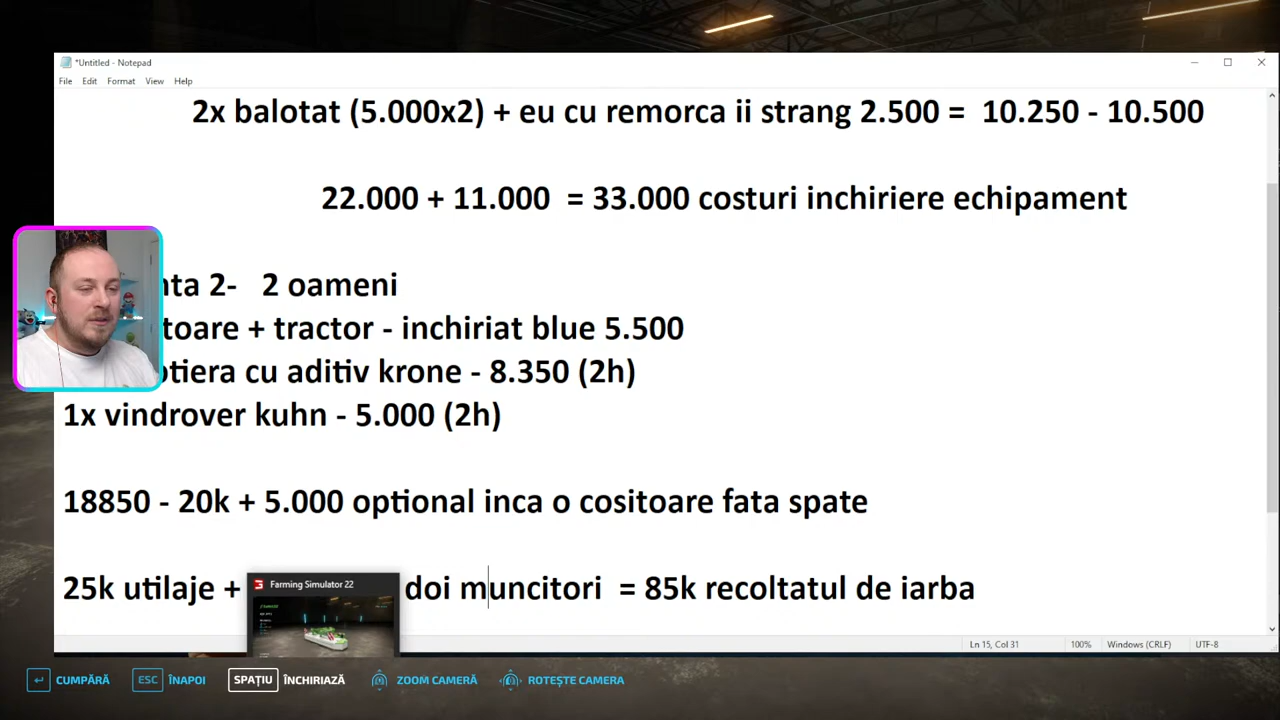 *Untitled - Notepad
File Edit Format View Help
2x balotat (5.000x2) + eu cu remorca ii strang 2.500 = 10.250 - 10.500
22.000 + 11.000 = 33.000 costuri inchiriere echipament
nta 2- 2 oameni
toare + tractor - inchiriat blue 5.500
otiera cu aditiv krone - 8.350 (2h)
1x vindrover kuhn - 5.000 (2h)
18850 - 20k + 5.000 optional inca o cositoare fata spate
25k utilaje + doi muncitori = 85k recoltatul de iarba
Farming Simulator 22
Ln 15, Col 31 100% Windows (CRLF) UTF-8
CUMPĂRĂ ESC ÎNAPOI SPAȚIU ÎNCHIRIAZĂ ZOOM CAMERĂ ROTEȘTE CAMERA